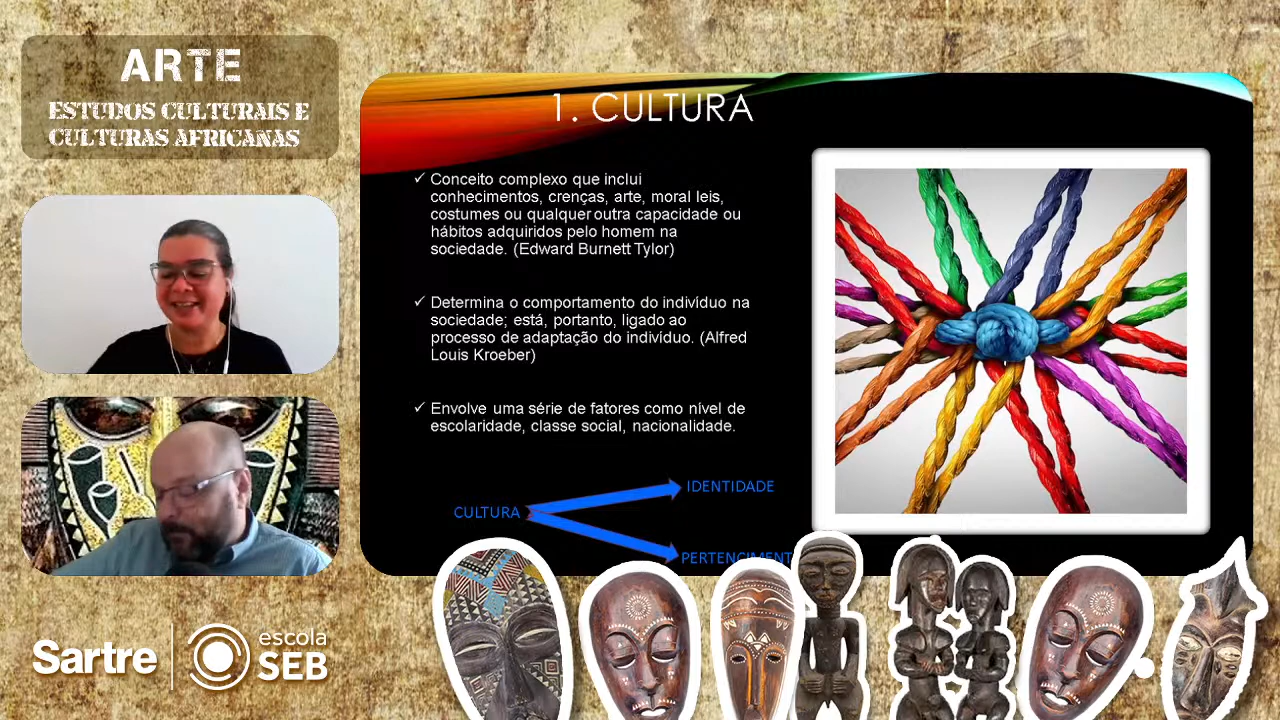 ARTE
ESTUDOS CULTURAIS E
CULTURAS AFRICANAS
1. CULTURA
✓ Conceito complexo que inclui
conhecimentos, crenças, arte, moral leis,
costumes ou qualquer outra capacidade ou
hábitos adquiridos pelo homem na
sociedade. (Edward Burnett Tylor)
✓ Determina o comportamento do indivíduo na
sociedade; está, portanto, ligado ao
processo de adaptação do indivíduo. (Alfred
Louis Kroeber)
✓ Envolve uma série de fatores como nível de
escolaridade, classe social, nacionalidade.
CULTURA
IDENTIDADE
PERTENCIMENT
Sartre
escola
SEB